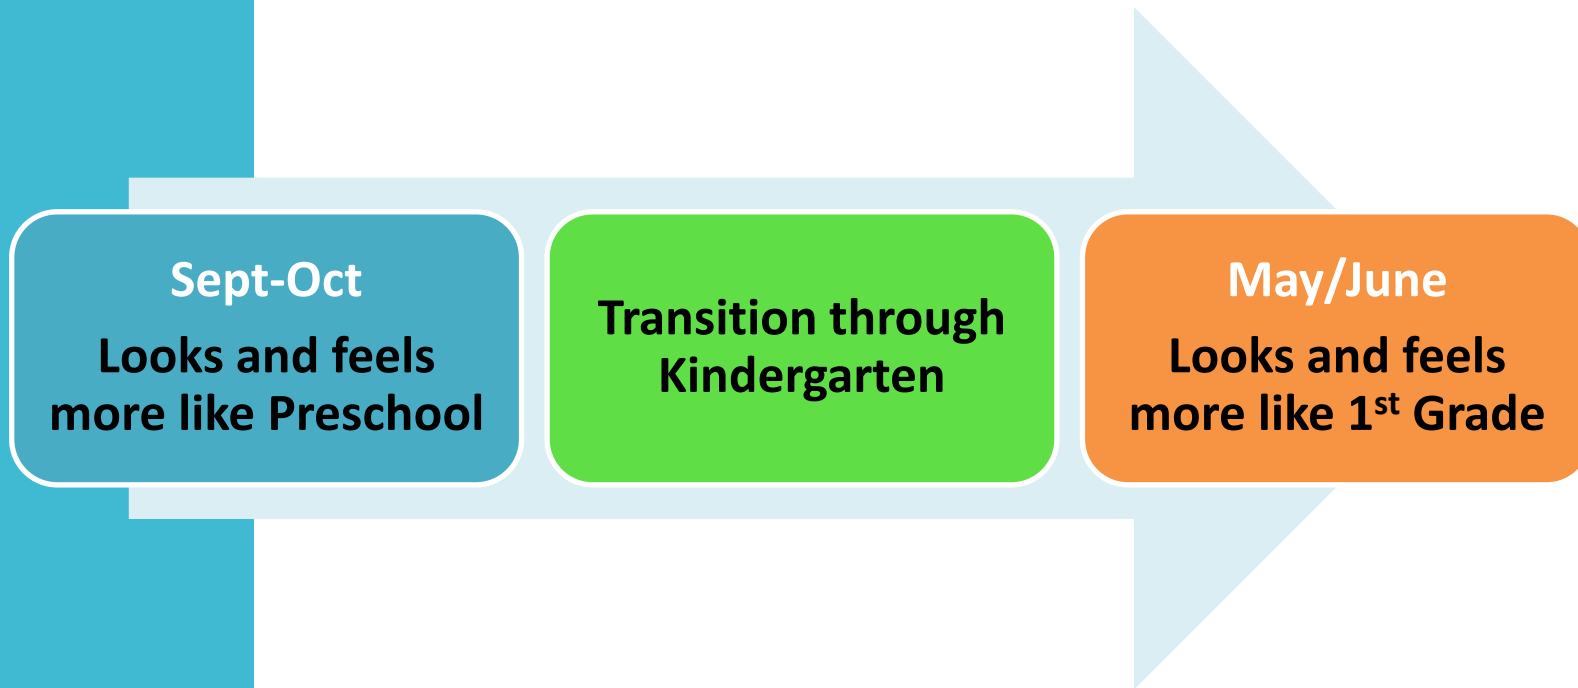 Sept-Oct
Looks and feels
more like Preschool
Transition through
Kindergarten
May/June
Looks and feels
more like 1st Grade